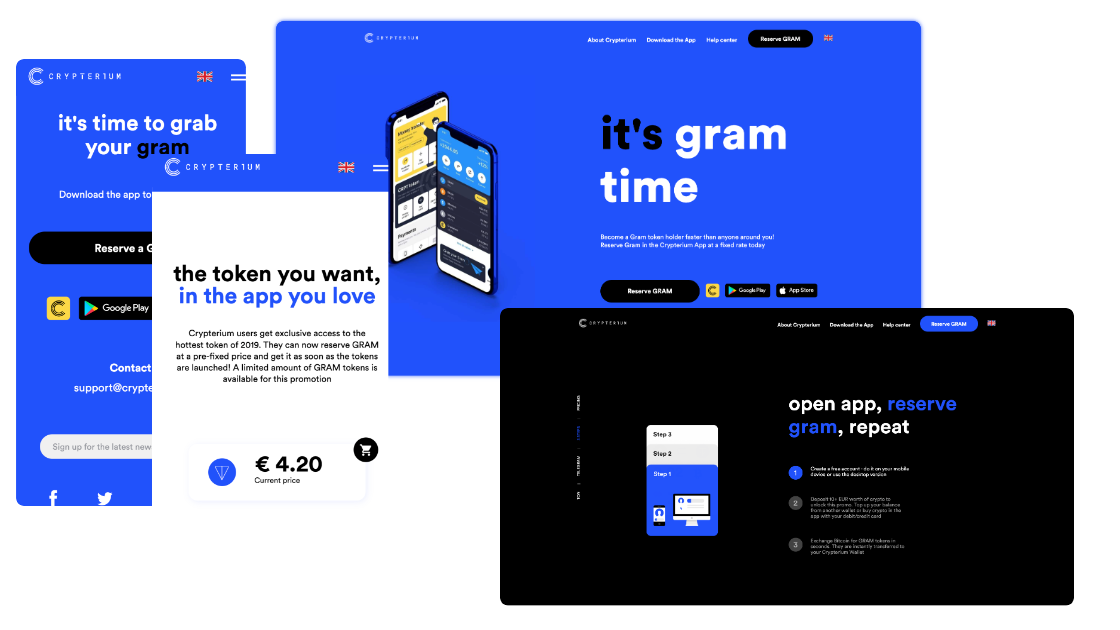 CRYPTERIUM
it's time to grab
your gram
Download the app to
Reserve a G
Google Play
Contac
support@crypte
Sign up for the latest new
CRYPTERIUM
the token you want,
in the app you love
Crypterium users get exclusive access to the
hottest token of 2019. They can now reserve GRAM
at a pre-fixed price and get it as soon as the tokens
are launched! A limited amount of GRAM tokens is
available for this promotion
€ 4.20
Current price
CRYPTERIUM
About Crypterium
Download the App
Help center
Reserve GRAM
Money transfer
Payments
it's gram
time
Become a Gram token holder faster than anyone around you!
Reserve Gram in the Crypterium App at a fixed rate today
Reserve GRAM
Google Play
App Store
CRYPTERIUM
About Crypterium
Download the App
Help center
Reserve GRAM
PRICING
TELEGRAM
TON
Step 3
Step 2
Step 1
open app, reserve
gram, repeat
1
Create a free account - do it on your mobile
device or use the desktop version
2
Deposit 10+ EUR worth of crypto to
unlock this promo. Top up your balance
from another wallet or buy crypto in the
app with your debit/credit card
3
Exchange Bitcoin for GRAM tokens in
seconds. They are instantly transferred to
your Crypterium Wallet